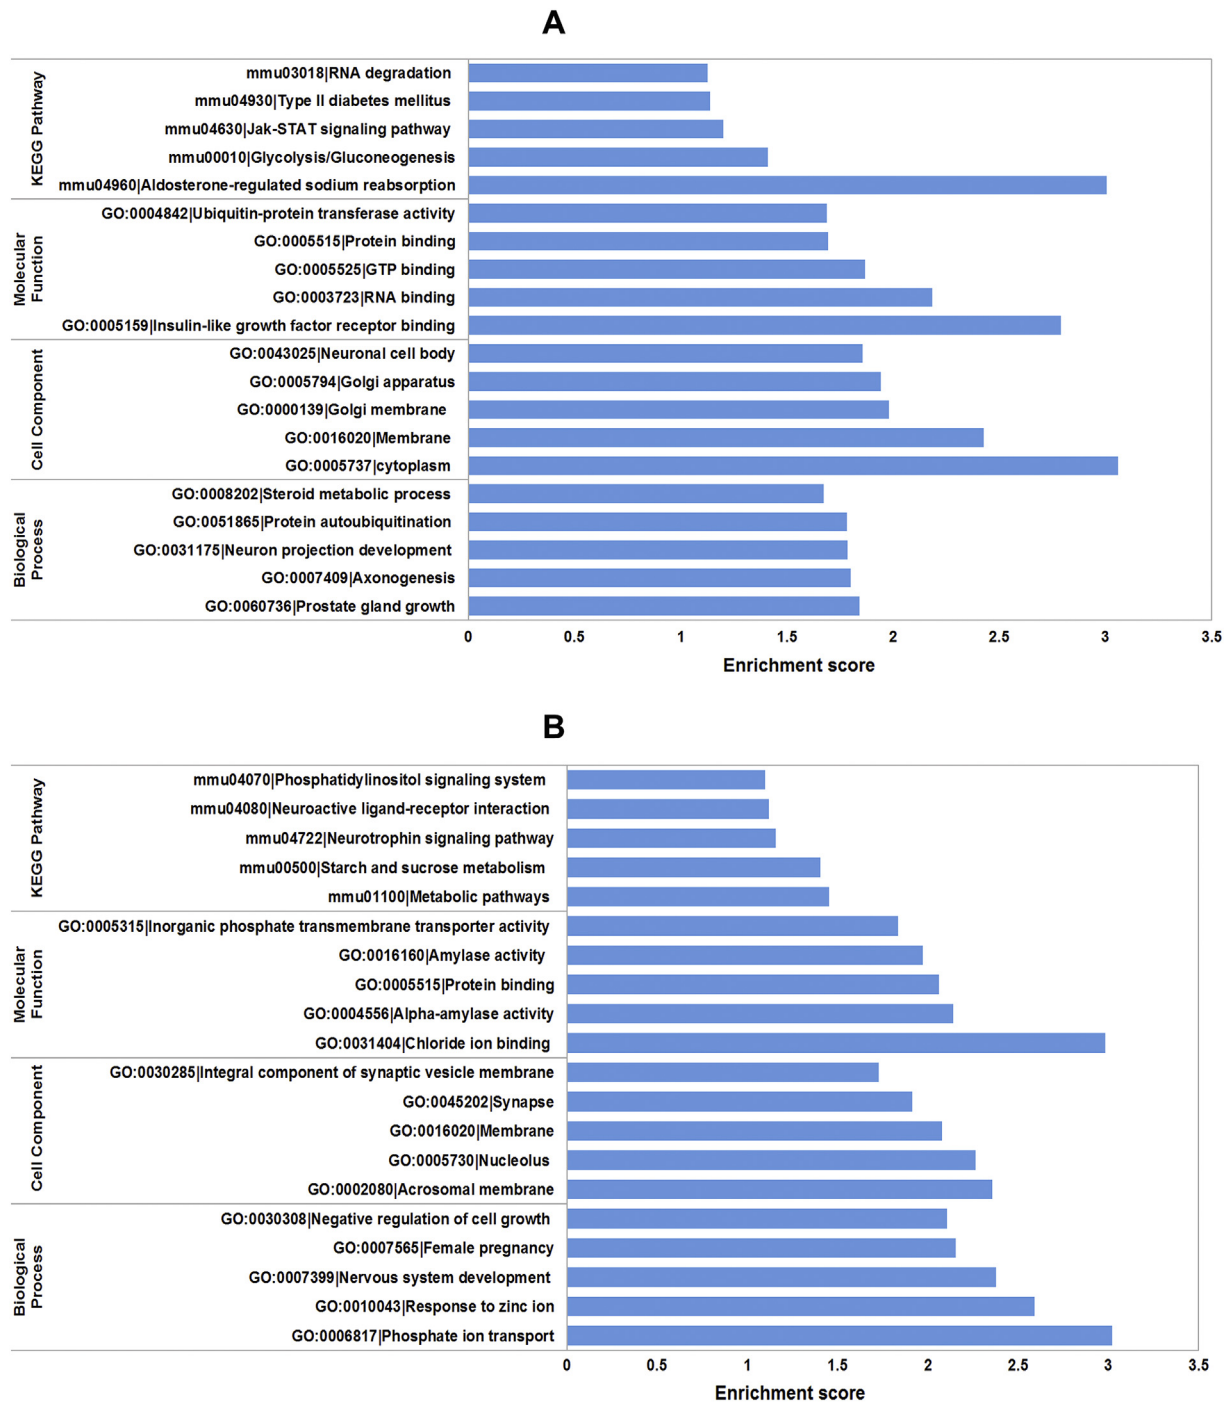 A
KEGG Pathway
mmu03018|RNA degradation
mmu04930|Type II diabetes mellitus
mmu04630|Jak-STAT signaling pathway
mmu00010|Glycolysis/Gluconeogenesis
mmu04960|Aldosterone-regulated sodium reabsorption
Molecular
Function
GO:0004842|Ubiquitin-protein transferase activity
GO:0005515|Protein binding
GO:0005525|GTP binding
GO:0003723|RNA binding
GO:0005159|Insulin-like growth factor receptor binding
Cell Component
GO:0043025|Neuronal cell body
GO:0005794|Golgi apparatus
GO:0000139|Golgi membrane
GO:0016020|Membrane
GO:0005737|cytoplasm
Biological
Process
GO:0008202|Steroid metabolic process
GO:0051865|Protein autoubiquitination
GO:0031175|Neuron projection development
GO:0007409|Axonogenesis
GO:0060736|Prostate gland growth
0 0.5 1 1.5 2 2.5 3 3.5
Enrichment score
B
KEGG Pathway
mmu04070|Phosphatidylinositol signaling system
mmu04080|Neuroactive ligand-receptor interaction
mmu04722|Neurotrophin signaling pathway
mmu00500|Starch and sucrose metabolism
mmu01100|Metabolic pathways
Molecular
Function
GO:0005315|Inorganic phosphate transmembrane transporter activity
GO:0016160|Amylase activity
GO:0005515|Protein binding
GO:0004556|Alpha-amylase activity
GO:0031404|Chloride ion binding
Cell Component
GO:0030285|Integral component of synaptic vesicle membrane
GO:0045202|Synapse
GO:0016020|Membrane
GO:0005730|Nucleolus
GO:0002080|Acrosomal membrane
Biological
Process
GO:0030308|Negative regulation of cell growth
GO:0007565|Female pregnancy
GO:0007399|Nervous system development
GO:0010043|Response to zinc ion
GO:0006817|Phosphate ion transport
0 0.5 1 1.5 2 2.5 3 3.5
Enrichment score